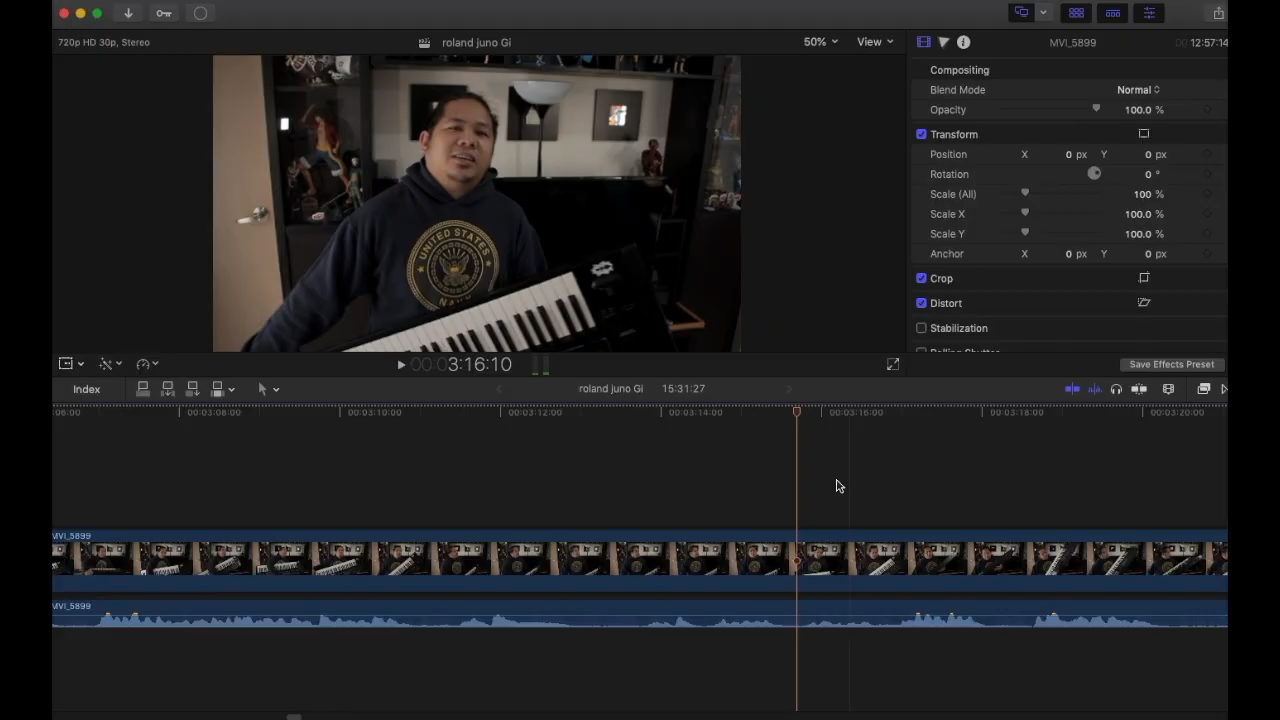 720p HD 30p, Stereo
roland juno Gi
50%
View
MVI_5899
00 12:57:14
Compositing
Blend Mode Normal
Opacity 100.0 %
Transform
Position X 0 px Y 0 px
Rotation 0 °
Scale (All) 100 %
Scale X 100.0 %
Scale Y 100.0 %
Anchor X 0 px Y 0 px
Crop
Distort
Stabilization
Rolling Shutter
UNITED STATES
NAVY
00:03:16:10
Save Effects Preset
Index
roland juno Gi 15:31:27
06:00
00:03:08:00
00:03:10:00
00:03:12:00
00:03:14:00
00:03:16:00
00:03:18:00
00:03:20:00
MVI_5899
MVI_5899